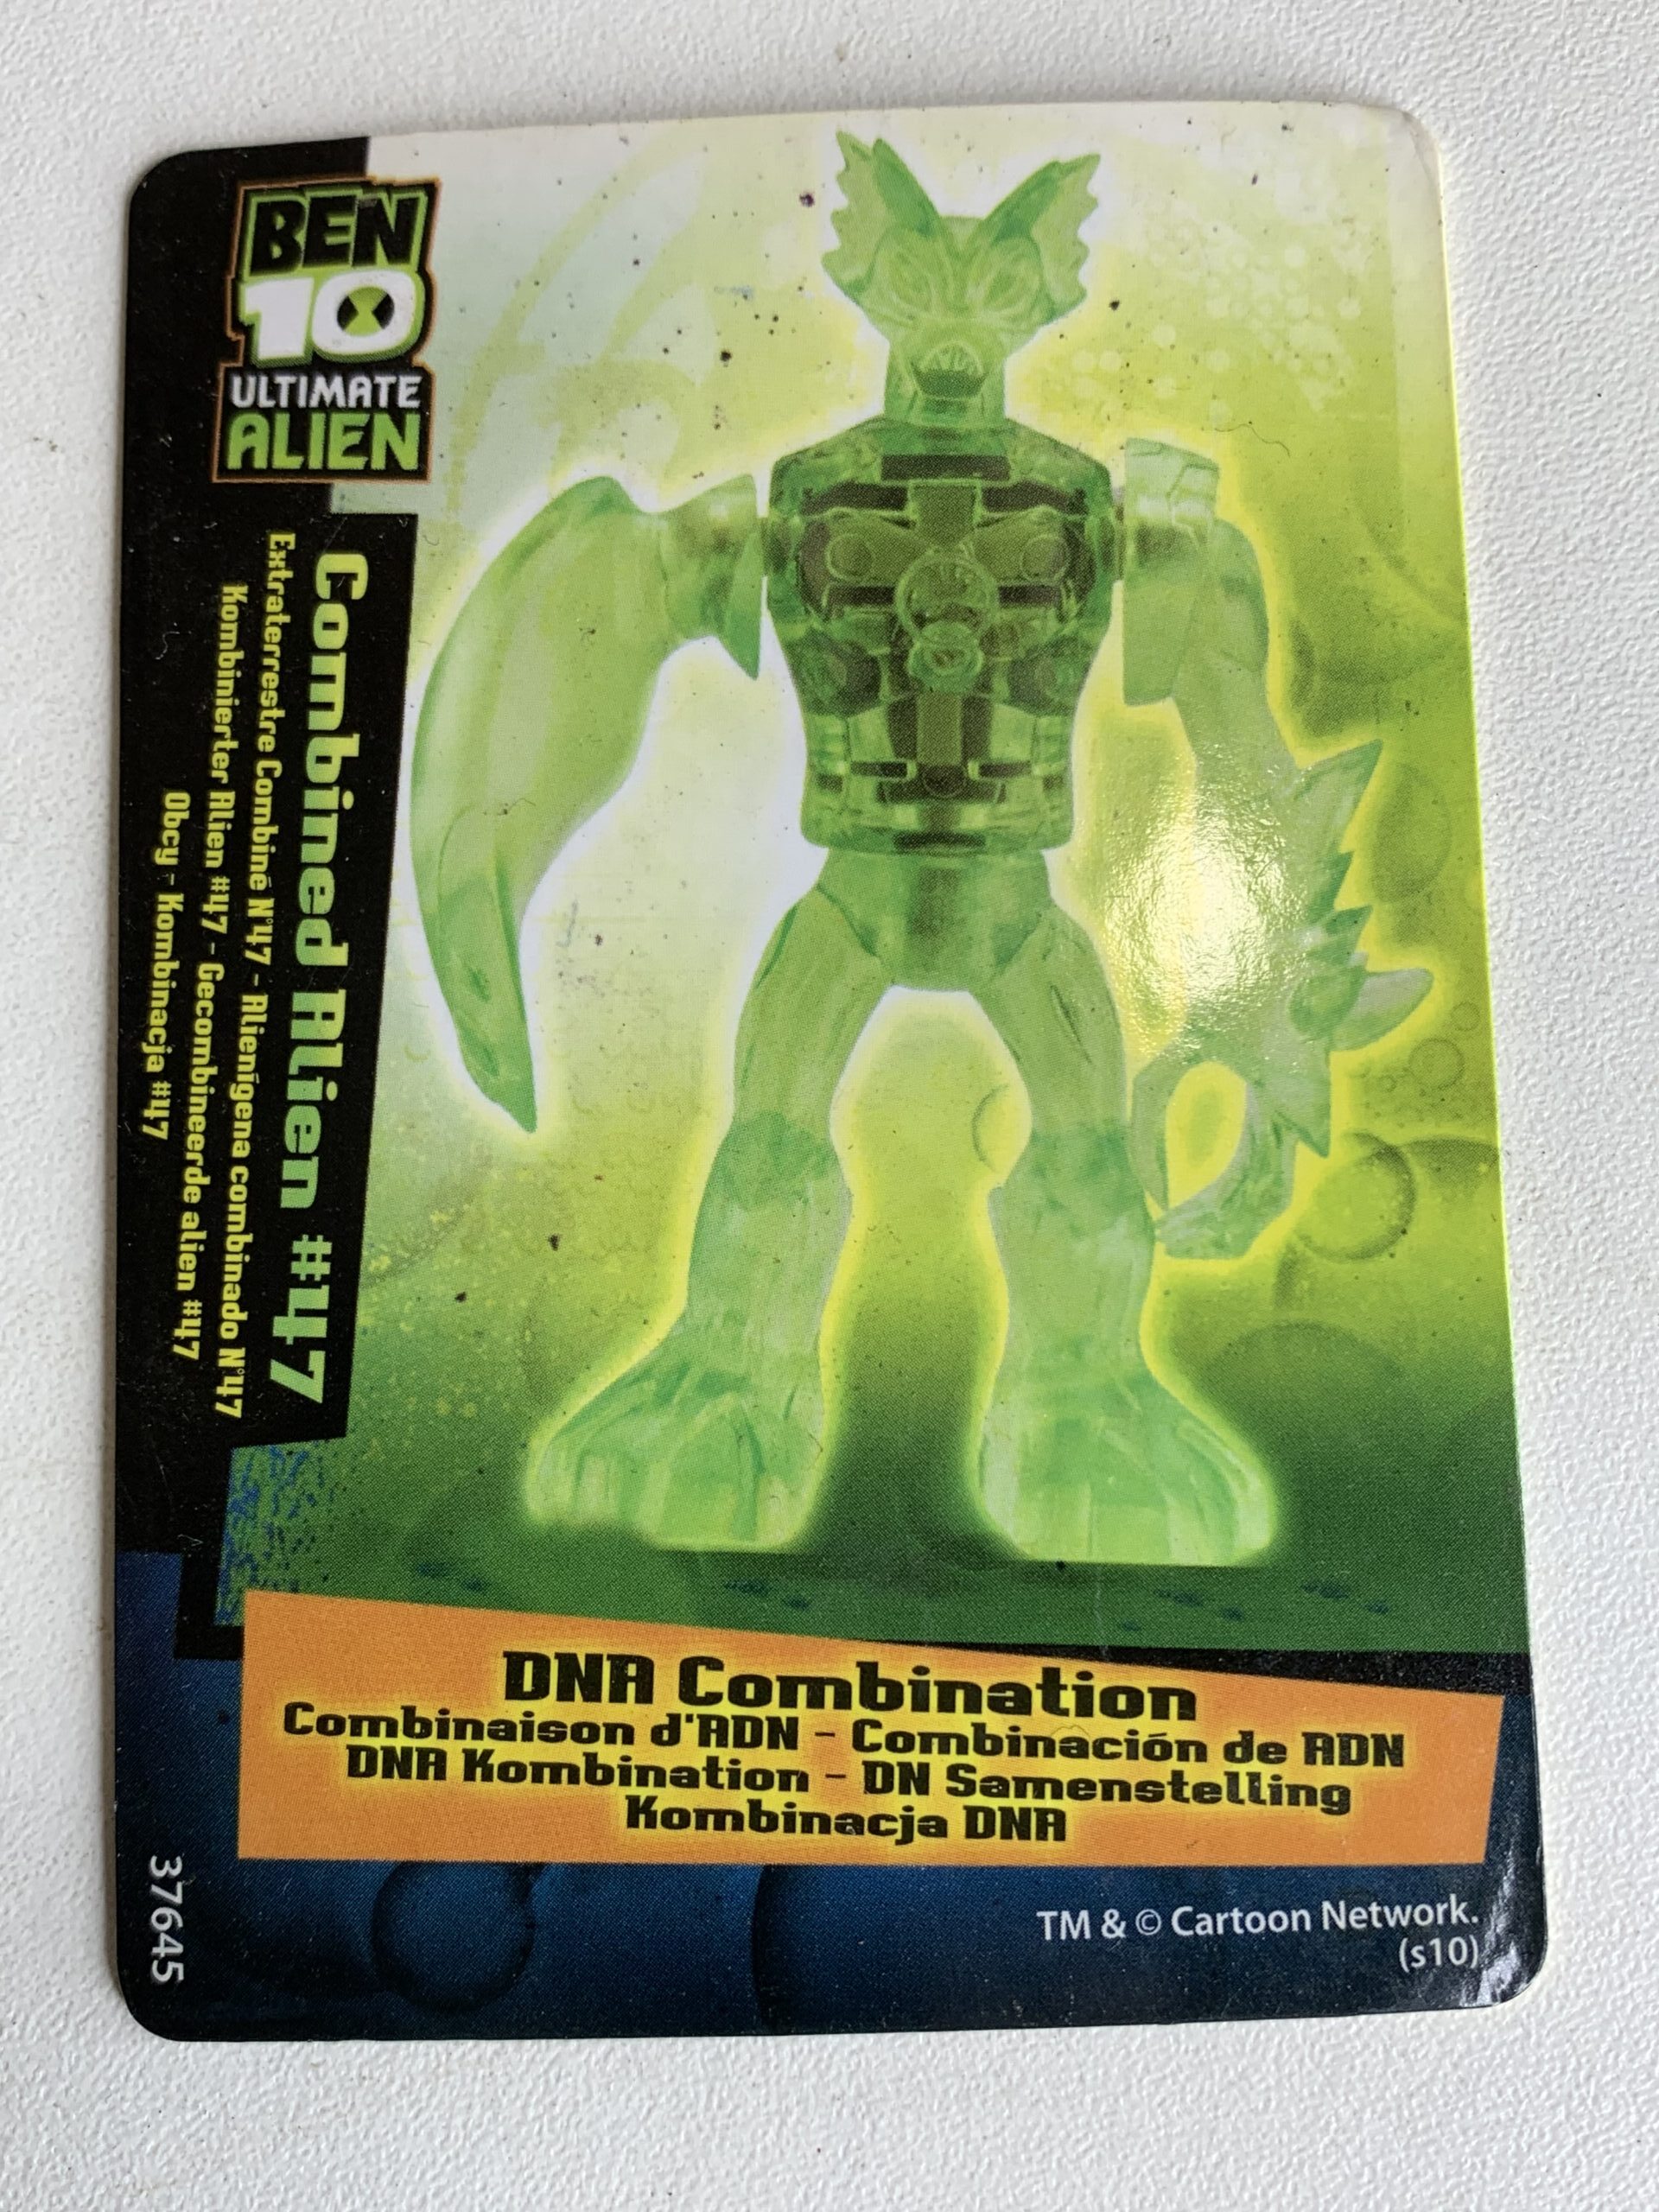 BEN
10
ULTIMATE
ALIEN
Combined Alien #47
Extraterrestre Combiné N°47 - Alienígena combinado N°47
Kombinierter Alien #47 - Gecombineerde alien #47
Obcy - Kombinacja #47
DNA Combination
Combinaison d'ADN - Combinación de ADN
DNA Kombination - DN Samenstelling
Kombinacja DNA
TM & © Cartoon Network.
(s10)
37645